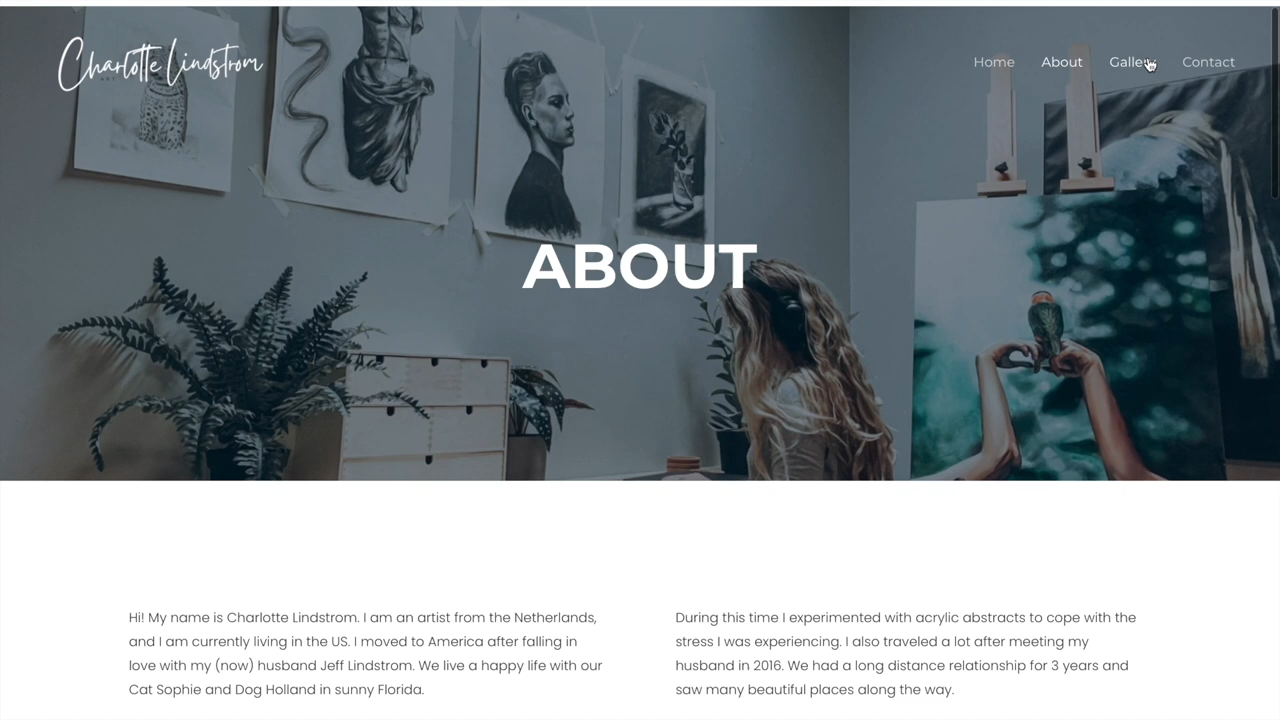 Charlotte Lindstrom
ART
Home About Gallery Contact
ABOUT
Hi! My name is Charlotte Lindstrom. I am an artist from the Netherlands,
and I am currently living in the US. I moved to America after falling in
love with my (now) husband Jeff Lindstrom. We live a happy life with our
Cat Sophie and Dog Holland in sunny Florida.
During this time I experimented with acrylic abstracts to cope with the
stress I was experiencing. I also traveled a lot after meeting my
husband in 2016. We had a long distance relationship for 3 years and
saw many beautiful places along the way.